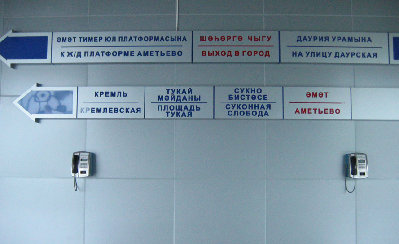 ӘМӘТ ТИМЕР ЮЛ ПЛАТФОРМАСЫНА
К Ж/Д ПЛАТФОРМЕ АМЕТЬЕВО
ШӘҺӘРГӘ ЧЫГУ
ВЫХОД В ГОРОД
ДАУРИЯ УРАМЫНА
НА УЛИЦУ ДАУРСКАЯ
КРЕМЛЬ
КРЕМЛЕВСКАЯ
ТУКАЙ
МӘЙДАНЫ
ПЛОЩАДЬ
ТУКАЯ
СУКНО
БИСТӘСЕ
СУКОННАЯ
СЛОБОДА
ӘМӘТ
АМЕТЬЕВО